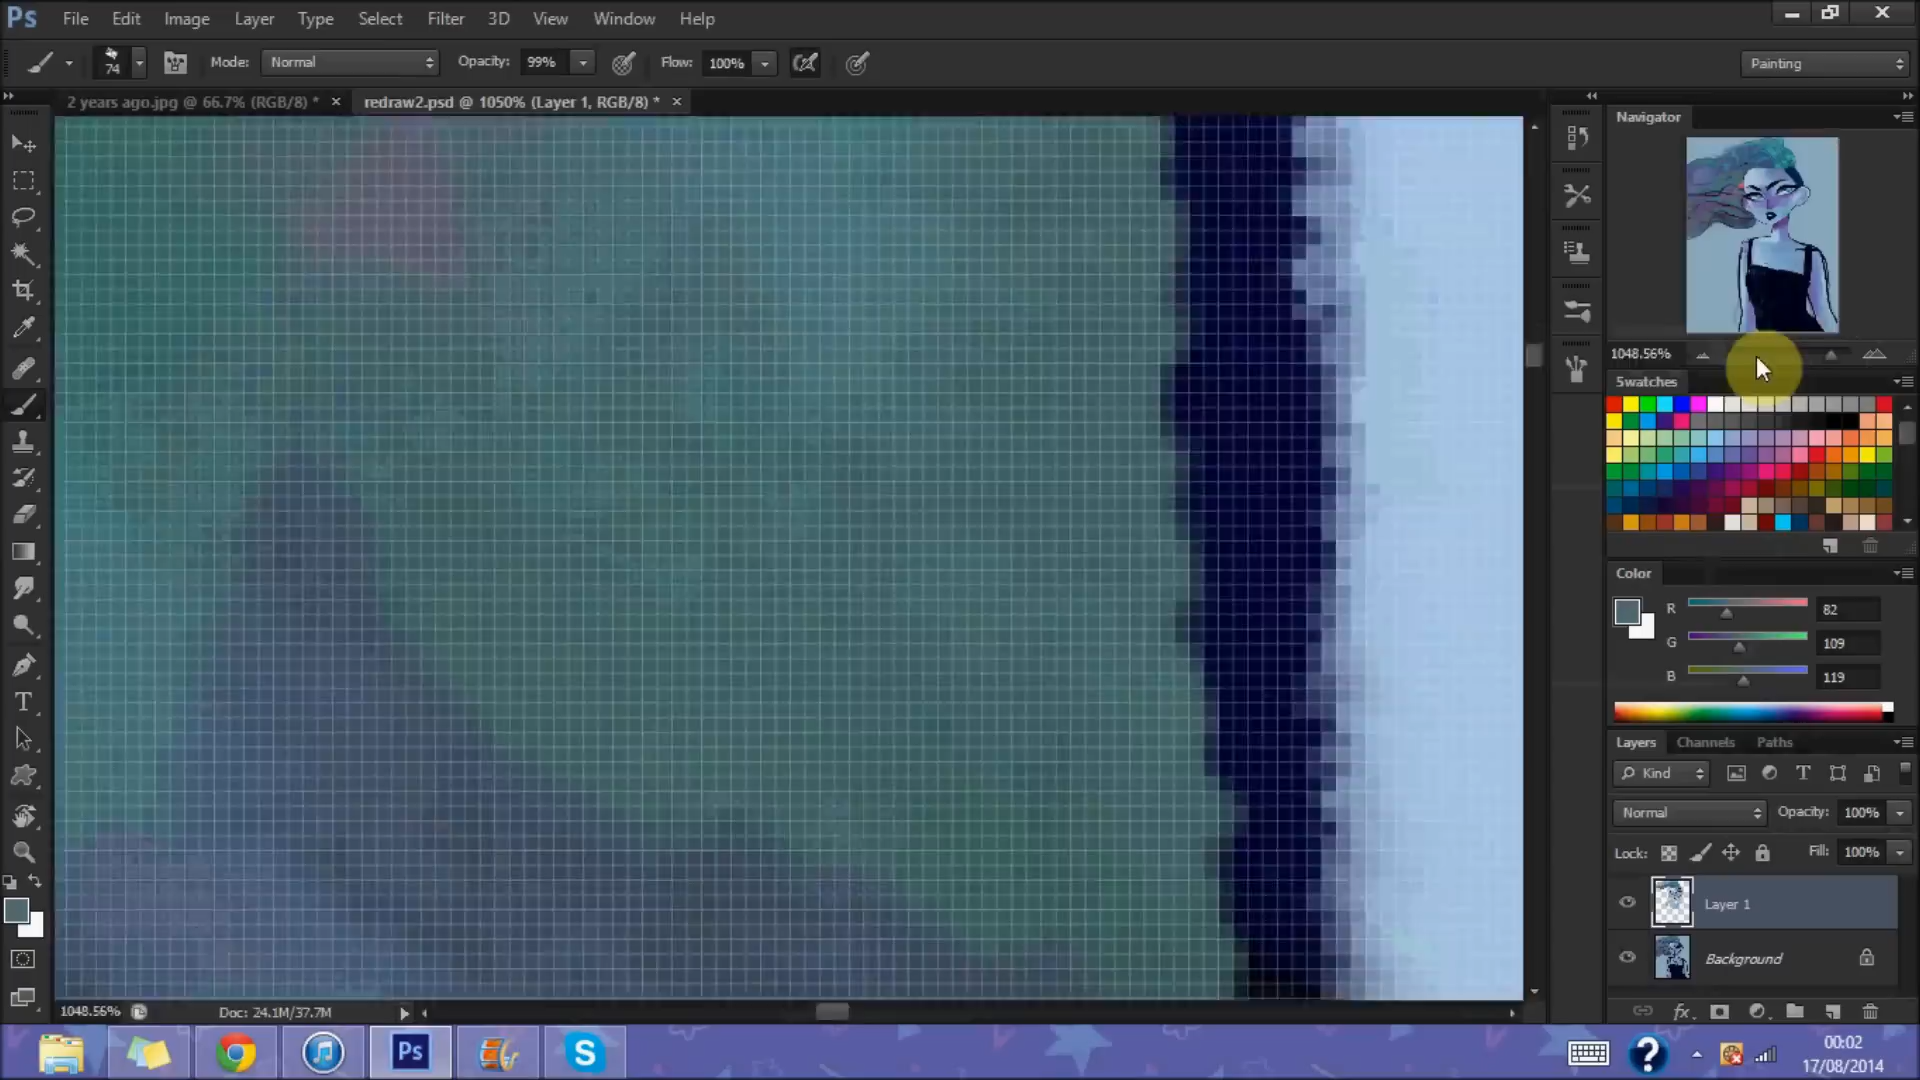 Ps File Edit Image Layer Type Select Filter 3D View Window Help
74 Mode: Normal Opacity: 99% Flow: 100% Painting
2 years ago.jpg @ 66.7% (RGB/8) * × redraw2.psd @ 1050% (Layer 1, RGB/8) * ×
Navigator
1048.56%
Swatches
Color
R 82
G 109
B 119
Layers Channels Paths
Kind T
Normal Opacity: 100%
Lock: Fill: 100%
Layer 1
Background
fx
T
1048.56% Doc: 24.1M/37.7M
Ps S ?
00:02
17/08/2014